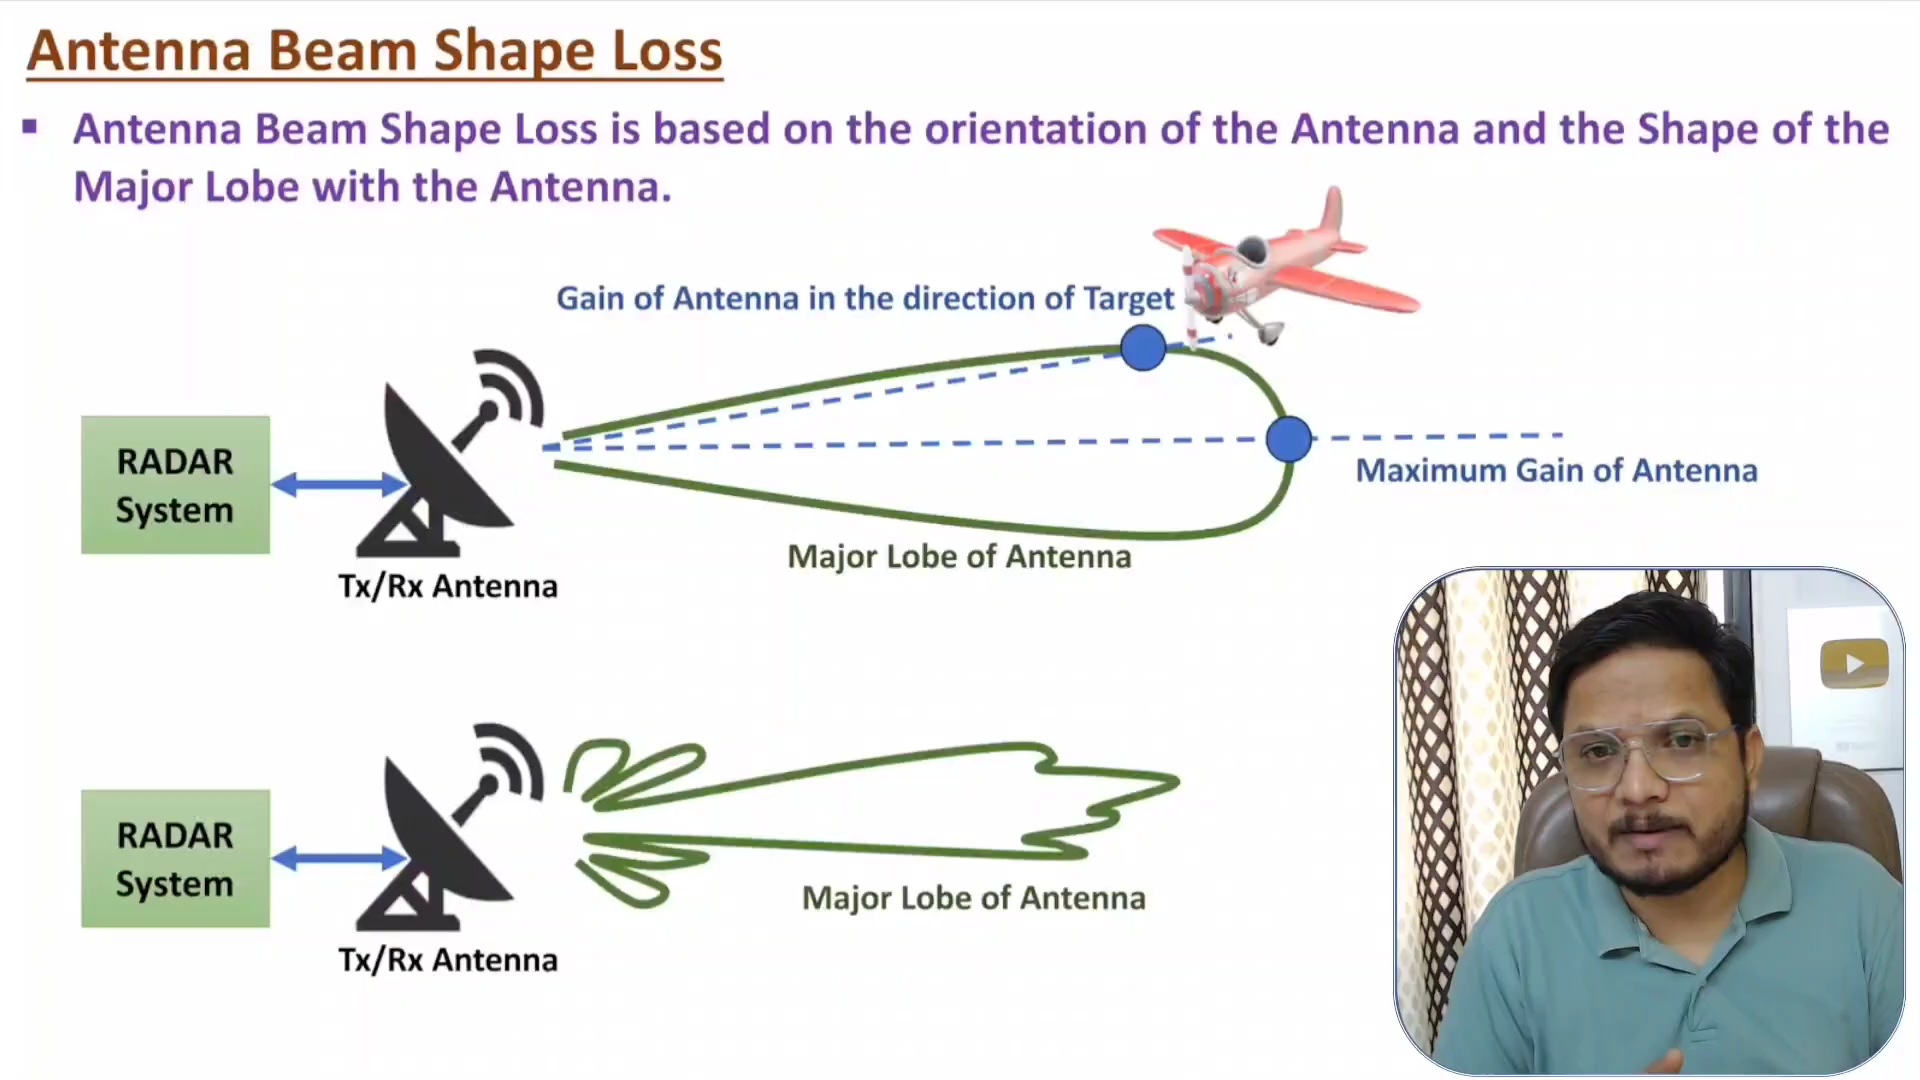 Antenna Beam Shape Loss
▪ Antenna Beam Shape Loss is based on the orientation of the Antenna and the Shape of the
Major Lobe with the Antenna.
Gain of Antenna in the direction of Target
RADAR
System
Maximum Gain of Antenna
Major Lobe of Antenna
Tx/Rx Antenna
RADAR
System
Major Lobe of Antenna
Tx/Rx Antenna